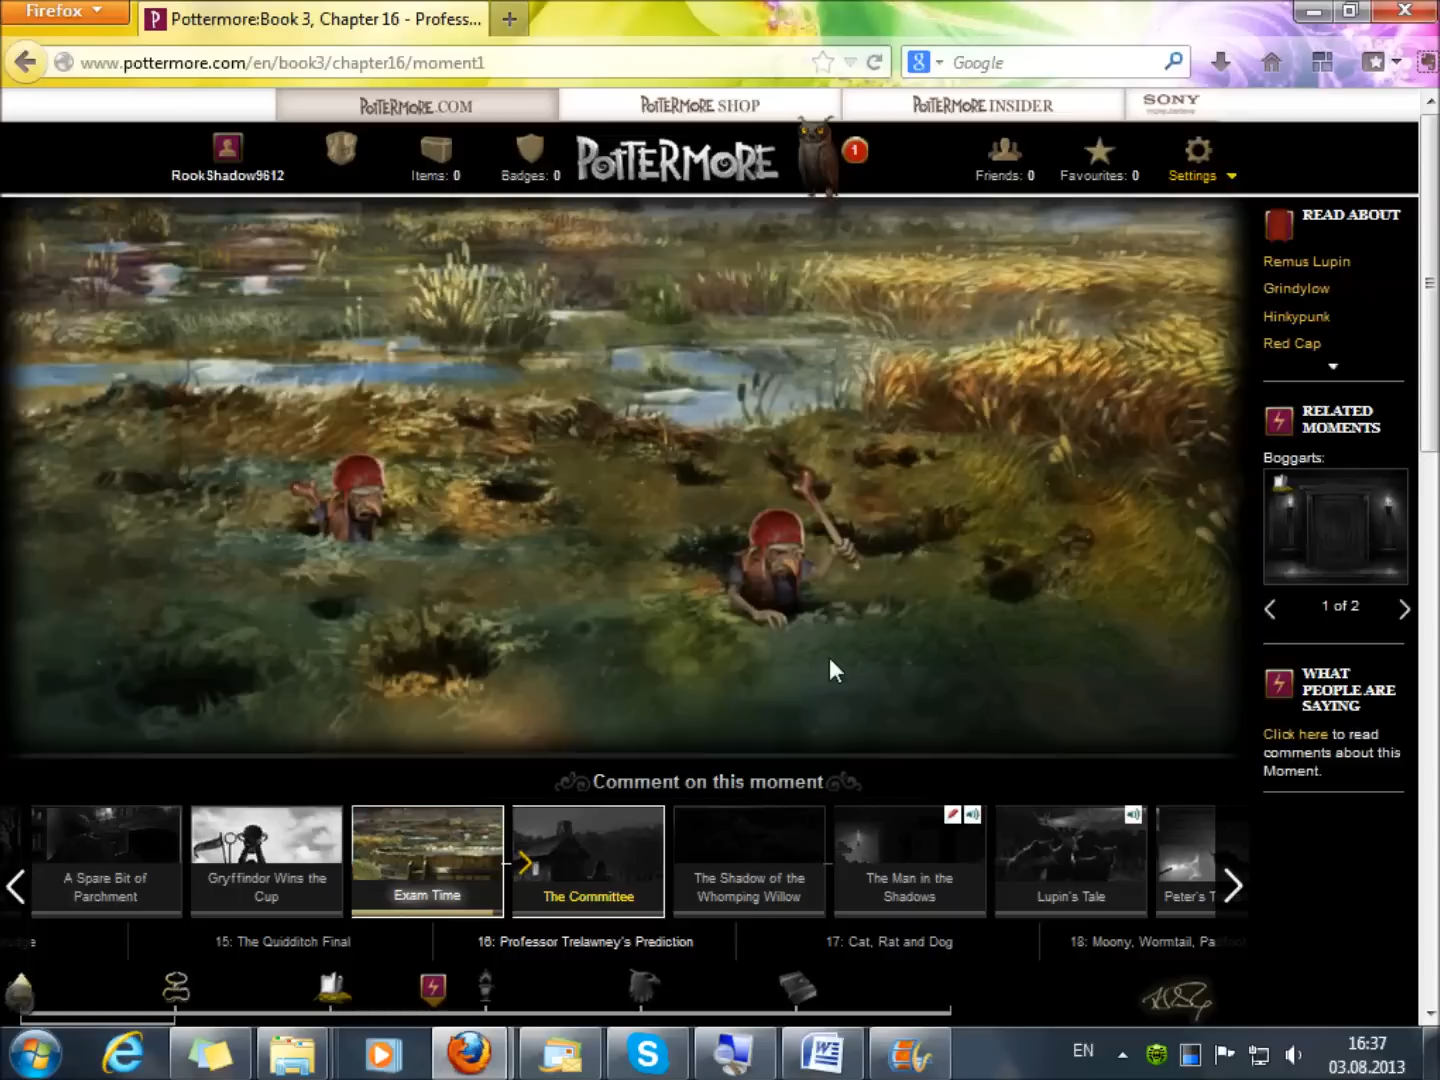 Firefox
Pottermore:Book 3, Chapter 16 - Profess...
www.pottermore.com/en/book3/chapter16/moment1
Google
POTTERMORE.COM
POTTERMORE SHOP
POTTERMORE INSIDER
SONY
RookShadow9612
Items: 0
Badges: 0
POTTERMORE
1
Friends: 0
Favourites: 0
Settings
READ ABOUT
Remus Lupin
Grindylow
Hinkypunk
Red Cap
RELATED
MOMENTS
Boggarts:
1 of 2
WHAT
PEOPLE ARE
SAYING
Click here to read
comments about this
Moment.
Comment on this moment
A Spare Bit of
Parchment
Gryffindor Wins the
Cup
Exam Time
The Committee
The Shadow of the
Whomping Willow
The Man in the
Shadows
Lupin's Tale
Peter's T
15: The Quidditch Final
16: Professor Trelawney's Prediction
17: Cat, Rat and Dog
18: Moony, Wormtail, Padfoot
EN
16:37
03.08.2013